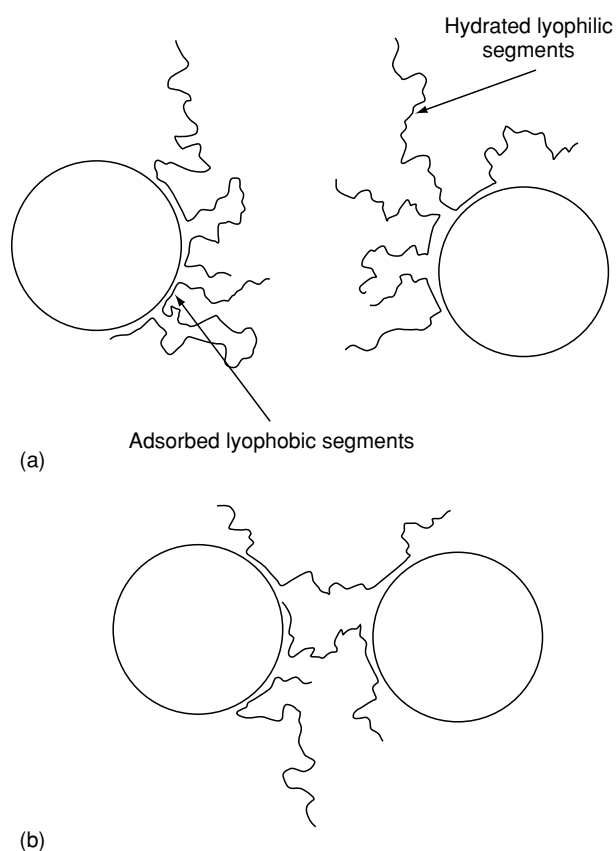 Hydrated lyophilic
segments
Adsorbed lyophobic segments
(a)
(b)